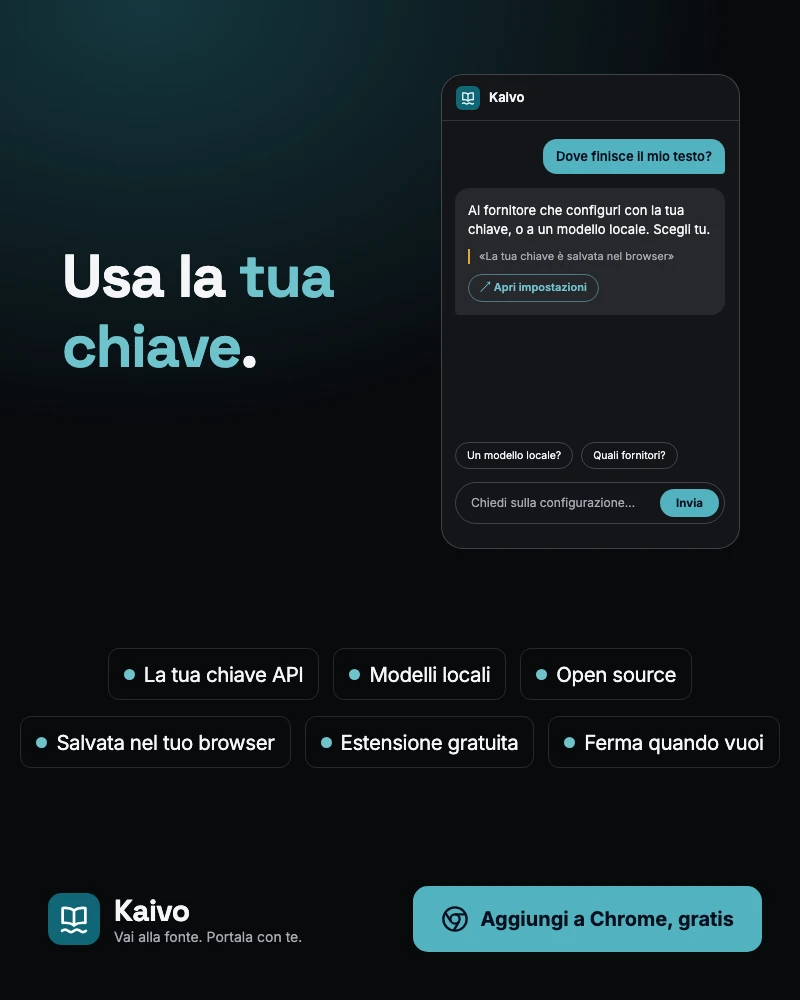 Usa la tua
chiave.
Kaivo
Dove finisce il mio testo?
Al fornitore che configuri con la tua
chiave, o a un modello locale. Scegli tu.
«La tua chiave è salvata nel browser»
↗ Apri impostazioni
Un modello locale?
Quali fornitori?
Chiedi sulla configurazione...
Invia
La tua chiave API
Modelli locali
Open source
Salvata nel tuo browser
Estensione gratuita
Ferma quando vuoi
Kaivo
Vai alla fonte. Portala con te.
Aggiungi a Chrome, gratis